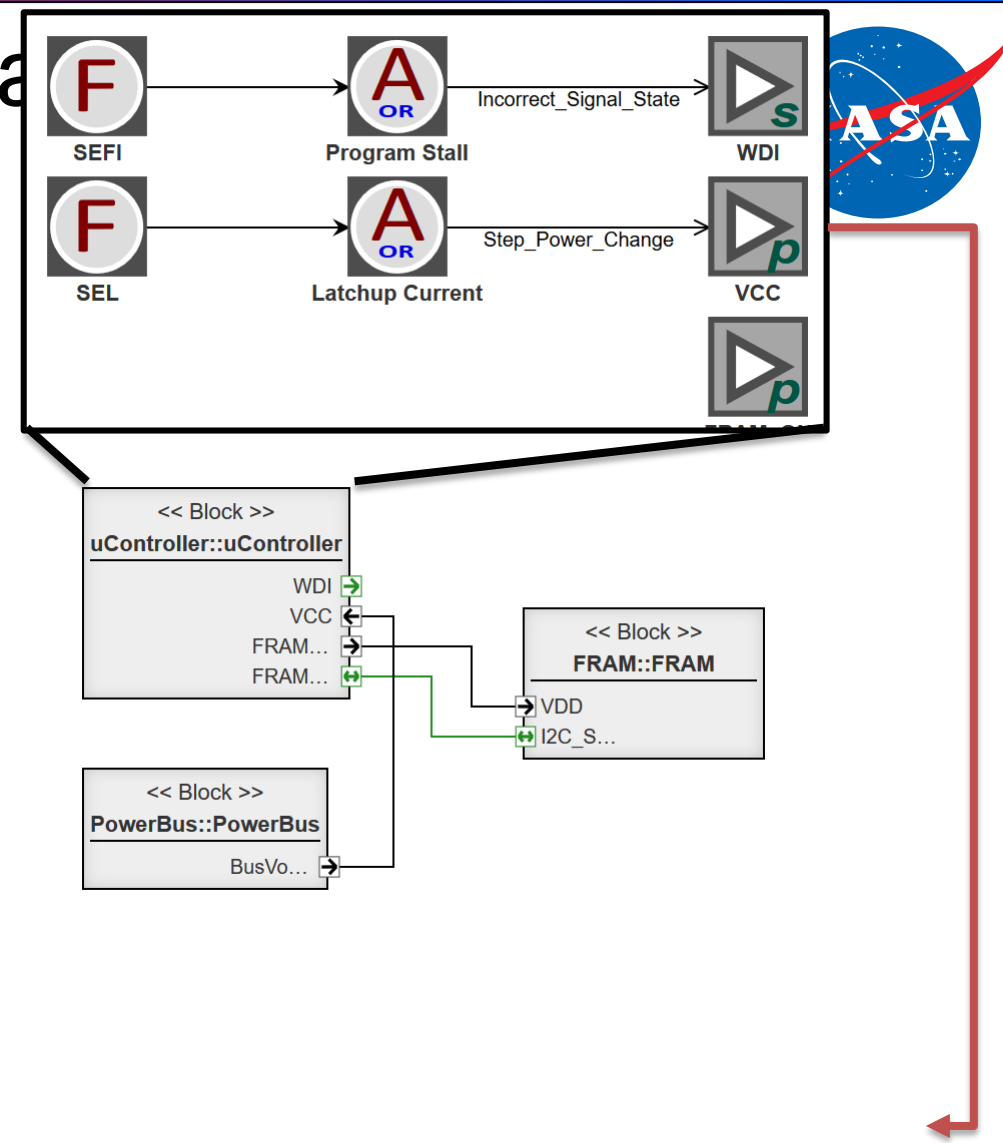 a
F
A
OR
s
SEFI
Program Stall
Incorrect_Signal_State
WDI
F
A
OR
p
SEL
Latchup Current
Step_Power_Change
VCC
p
ASA
<< Block >>
uController::uController
WDI
VCC
FRAM...
FRAM...
<< Block >>
FRAM::FRAM
VDD
I2C_S...
<< Block >>
PowerBus::PowerBus
BusVo...